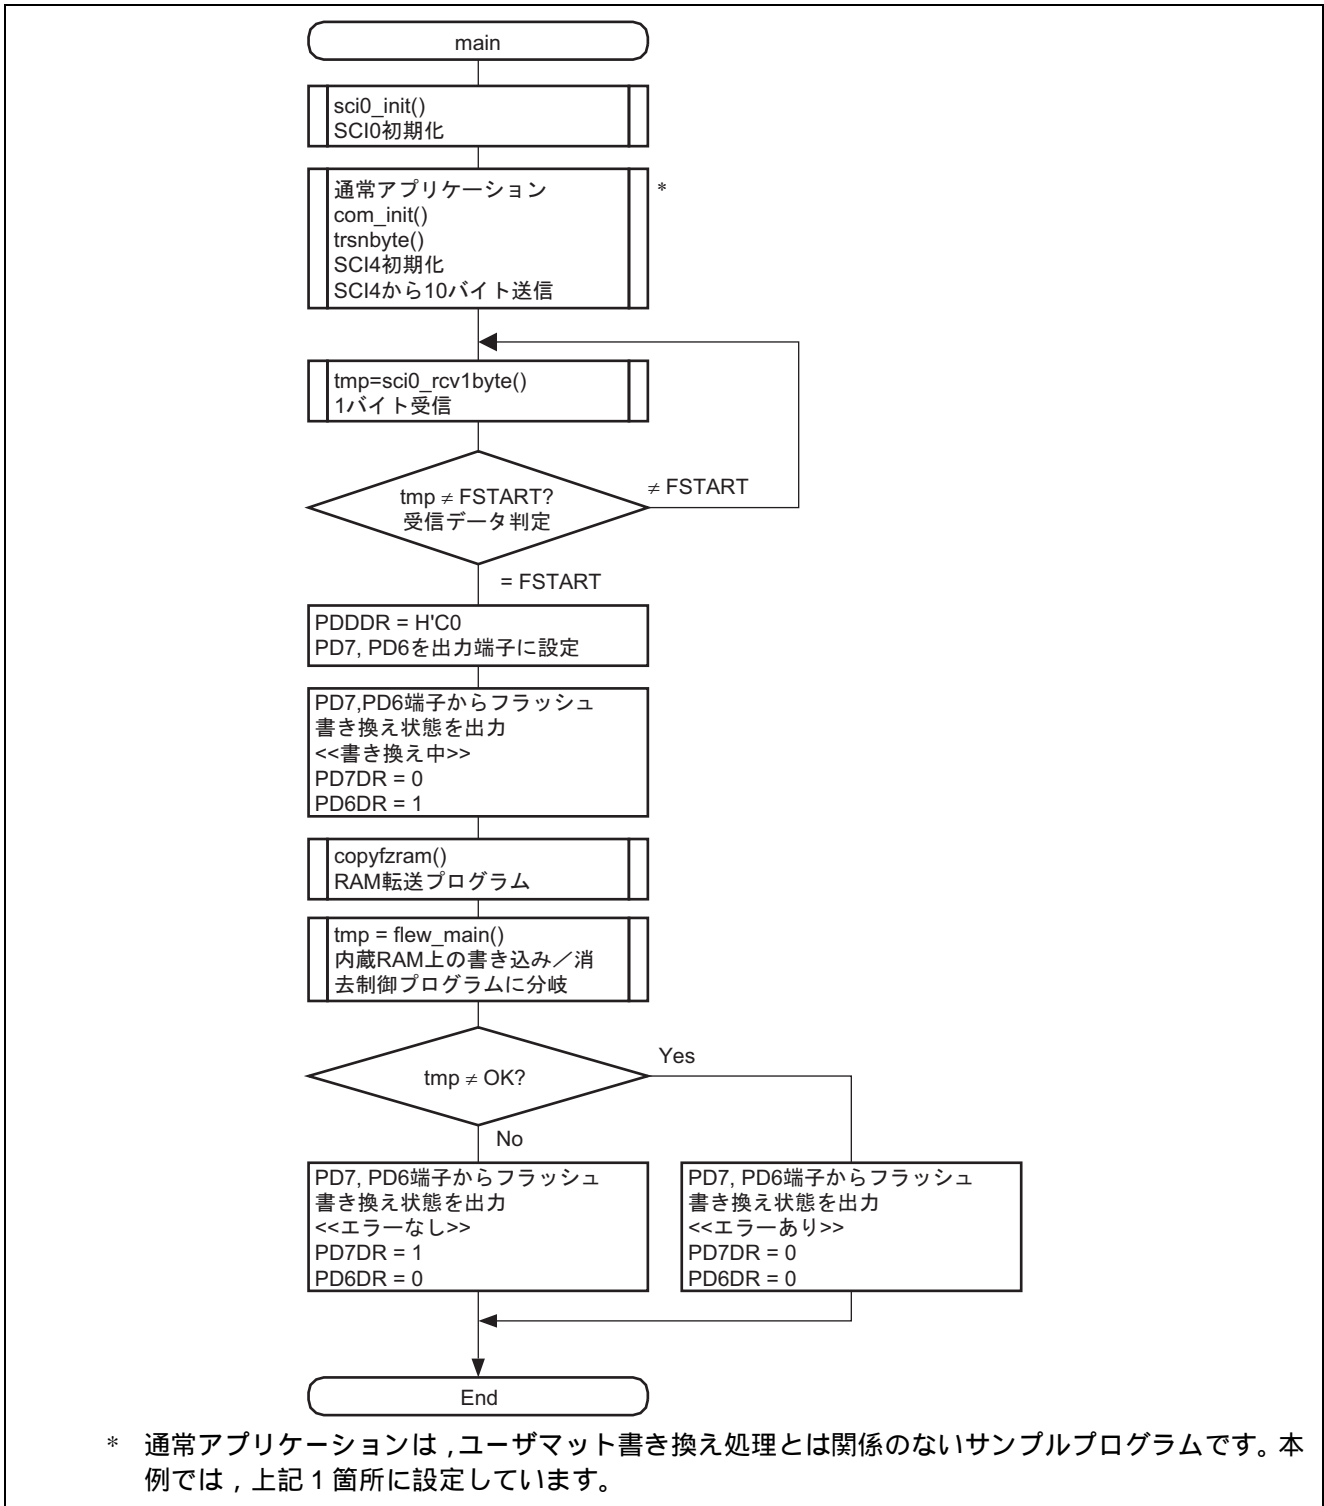 main
sci0_init()
SCI0初期化
通常アプリケーション
*
com_init()
trsnbyte()
SCI4初期化
SCI4から10バイト送信
tmp=sci0_rcv1byte()
1バイト受信
tmp ≠ FSTART?
受信データ判定
≠ FSTART
= FSTART
PDDDR = H'C0
PD7, PD6を出力端子に設定
PD7,PD6端子からフラッシュ
書き換え状態を出力
<<書き換え中>>
PD7DR = 0
PD6DR = 1
copyfzram()
RAM転送プログラム
tmp = flew_main()
内蔵RAM上の書き込み／消
去制御プログラムに分岐
tmp ≠ OK?
Yes
No
PD7, PD6端子からフラッシュ
書き換え状態を出力
<<エラーなし>>
PD7DR = 1
PD6DR = 0
PD7, PD6端子からフラッシュ
書き換え状態を出力
<<エラーあり>>
PD7DR = 0
PD6DR = 0
End
* 通常アプリケーションは , ユーザマット書き換え処理とは関係のないサンプルプログラムです。本
例では , 上記 1 箇所に設定しています。